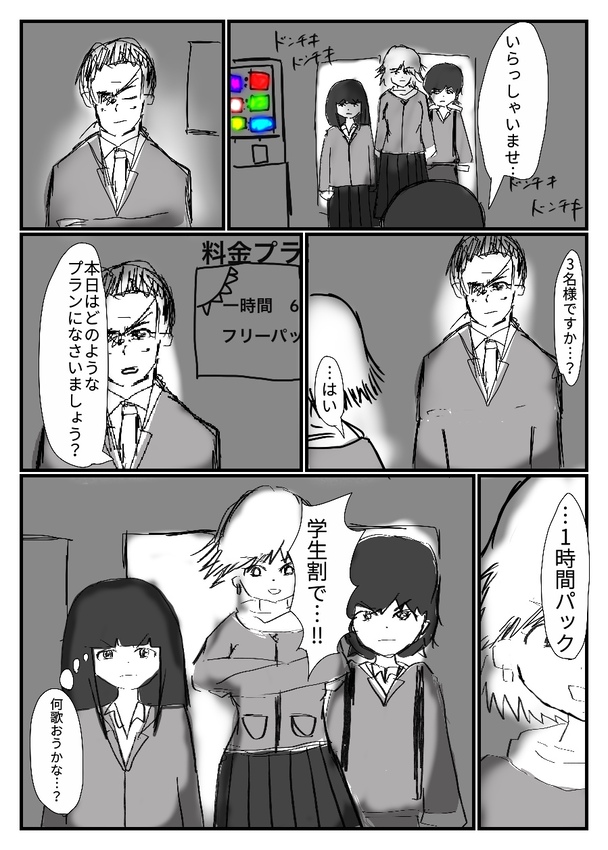 ドンチキ
ドンチキ
いらっしゃいませ…
ドンチキ
ドンチキ
3名様ですか…?
…はい
料金プラ
一時間 6
フリーパッ
本日はどのような
プランになさいましょう?
…1時間パック
学生割で…!!
何歌おうかな…?